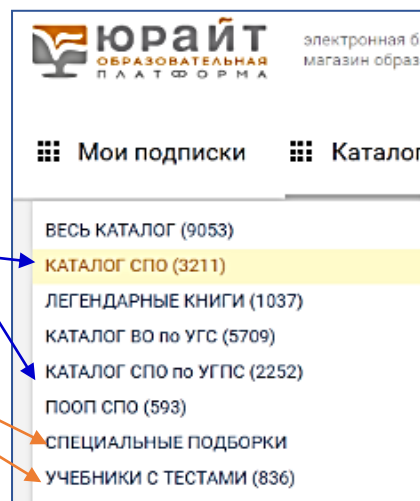 юрайт
ОБРАЗОВАТЕЛЬНАЯ
ПЛАТФОРМА
электронная б
магазин образ
Мои подписки
Каталог
ВЕСЬ КАТАЛОГ (9053)
КАТАЛОГ СПО (3211)
ЛЕГЕНДАРНЫЕ КНИГИ (1037)
КАТАЛОГ ВО по УГС (5709)
КАТАЛОГ СПО по УГПС (2252)
ПООП СПО (593)
СПЕЦИАЛЬНЫЕ ПОДБОРКИ
УЧЕБНИКИ С ТЕСТАМИ (836)